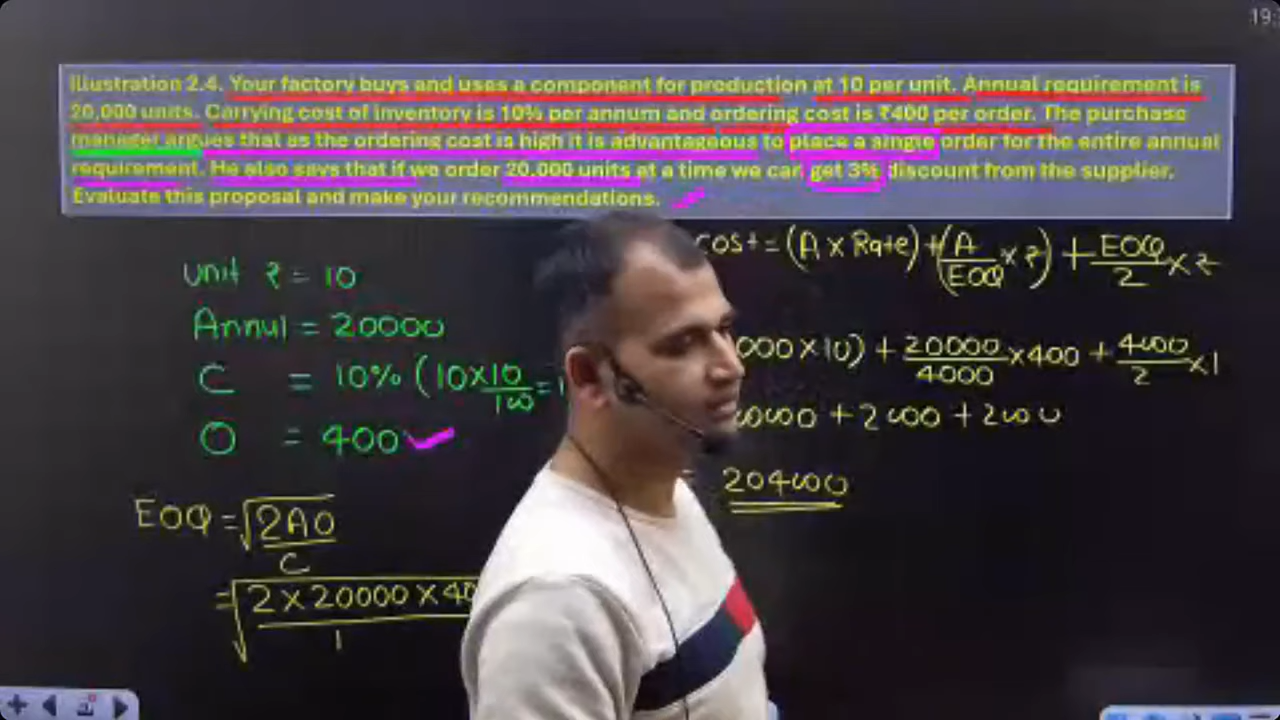 19:
Illustration 2.4. Your factory buys and uses a component for production at 10 per unit. Annual requirement is
20,000 units. Carrying cost of inventory is 10% per annum and ordering cost is ₹400 per order. The purchase
manager argues that as the ordering cost is high it is advantageous to place a single order for the entire annual
requirement. He also says that if we order 20,000 units at a time we can get 3% discount from the supplier.
Evaluate this proposal and make your recommendations.
unit ₹ = 10
Annul = 20000
C = 10% (10×10/100=1
O = 400
EOQ = √2AO/C
= √2×20000×40/1
cost = (A × Rate) + (A/EOQ × ₹) + EOQ/2 × ₹
000×10) + 20000/4000 ×400 + 4000/2 ×1
0000 + 2000 + 2000
204000